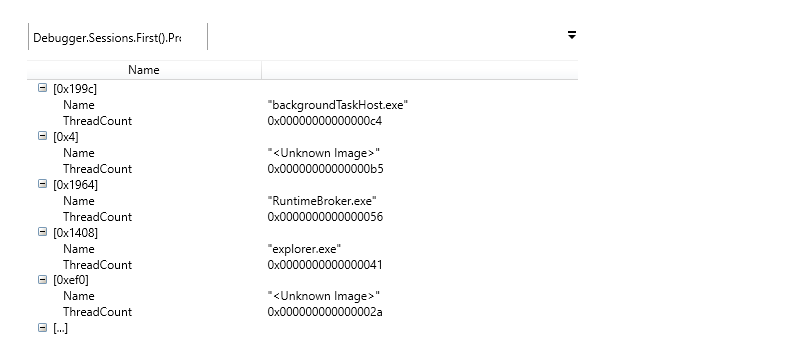 Debugger.Sessions.First().Pr
Name
[0x199c]
Name "backgroundTaskHost.exe"
ThreadCount 0x00000000000000c4
[0x4]
Name "<Unknown Image>"
ThreadCount 0x00000000000000b5
[0x1964]
Name "RuntimeBroker.exe"
ThreadCount 0x0000000000000056
[0x1408]
Name "explorer.exe"
ThreadCount 0x0000000000000041
[0xef0]
Name "<Unknown Image>"
ThreadCount 0x000000000000002a
[...]